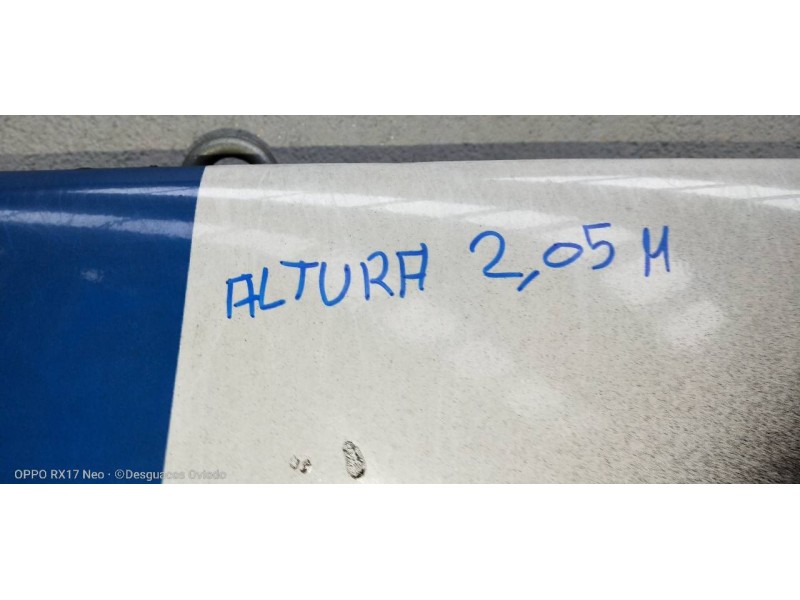 ALTURA 2,05 M
OPPO RX17 Neo · ©Desguaces Oviedo